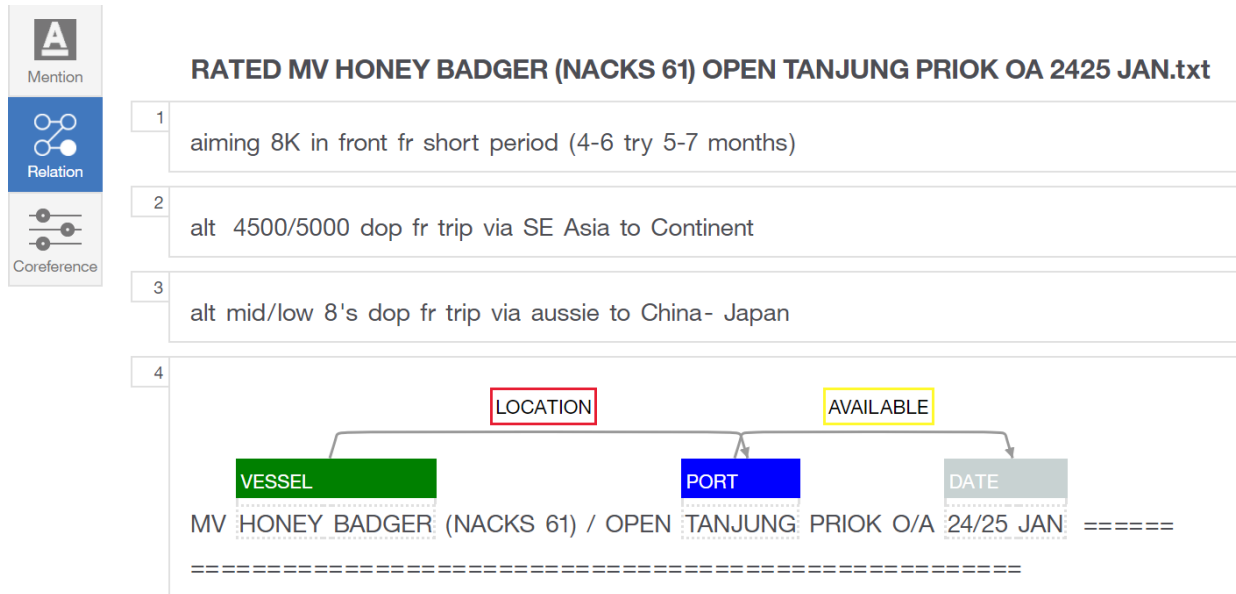 Mention
Relation
Coreference
RATED MV HONEY BADGER (NACKS 61) OPEN TANJUNG PRIOK OA 2425 JAN.txt
1
aiming 8K in front fr short period (4-6 try 5-7 months)
2
alt 4500/5000 dop fr trip via SE Asia to Continent
3
alt mid/low 8's dop fr trip via aussie to China- Japan
4
LOCATION AVAILABLE
VESSEL PORT DATE
MV HONEY BADGER (NACKS 61) / OPEN TANJUNG PRIOK O/A 24/25 JAN ======
======================================================